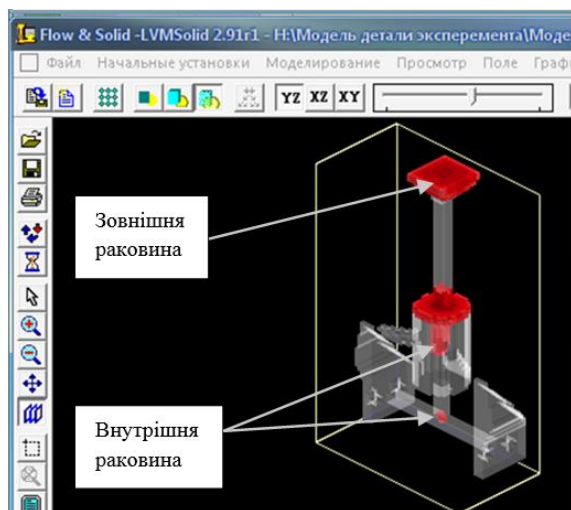 Flow & Solid -LVMSolid 2.91r1 - H:\Модель детали эксперемента\Моде
Файл Начальные установки Моделирование Просмотр Поле Граф
YZ XZ XY
Зовнішня
раковина
Внутрішня
раковина